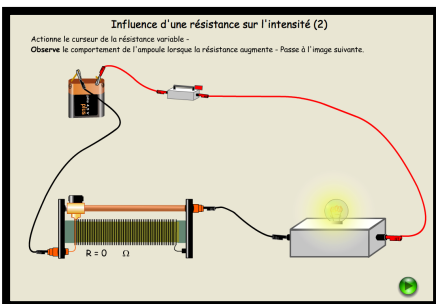 Influence d'une résistance sur l'intensité (2)
Actionne le curseur de la résistance variable -
Observe le comportement de l'ampoule lorsque la résistance augmente - Passe à l'image suivante.
R = 0 Ω